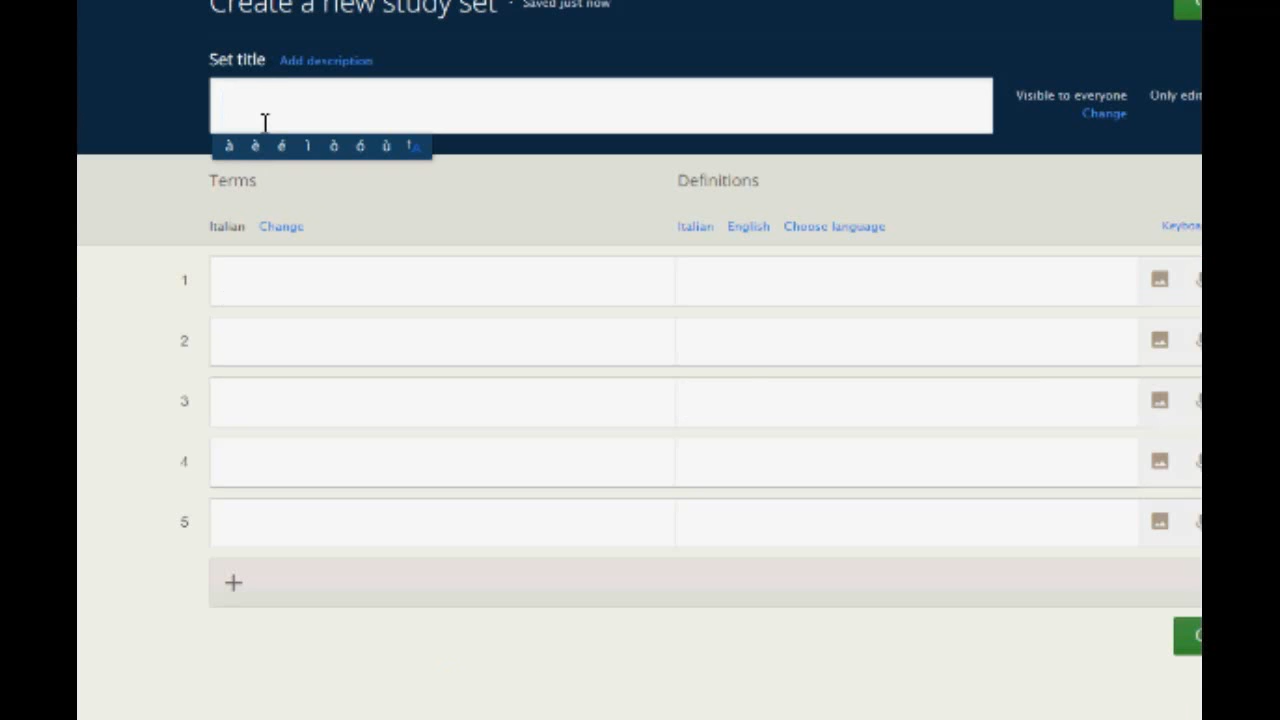 Create a new study set · Saved just now
Set title Add description
Visible to everyone Only
Change
à è é ì ò ó ù ↑A
Terms Definitions
Italian Change Italian English Choose language
1
2
3
4
5
+